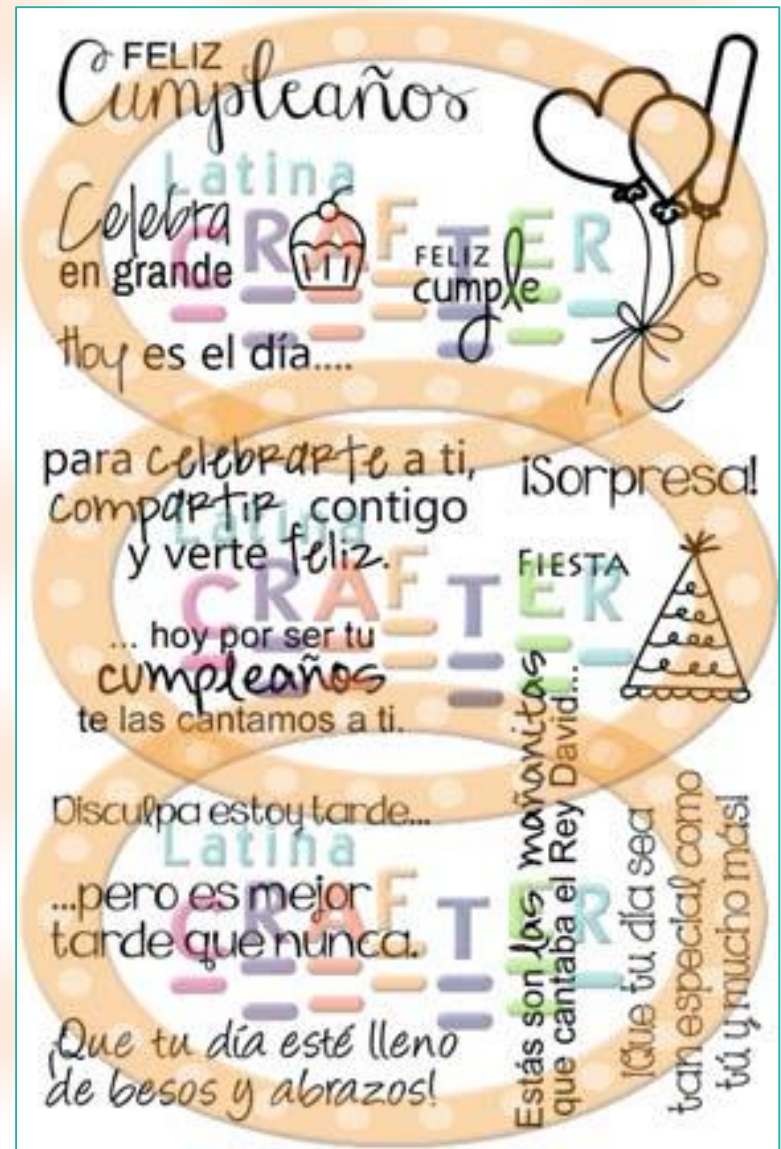 FELIZ
Cumpleaños
Latina
CRAFTER
Celebra
en grande
FELIZ
cumple
Hoy es el día....
para celebrarte a ti,
compartir contigo
y verte feliz.
¡Sorpresa!
Latina
CRAFTER
FIESTA
... hoy por ser tu
cumpleaños
te las cantamos a ti.
Estás son las mañanitas
que cantaba el Rey David...
Disculpa estoy tarde...
Latina
CRAFTER
...pero es mejor
tarde que nunca.
¡Que tu día esté lleno
de besos y abrazos!
¡Que tu día sea
tan especial como
tú y mucho más!